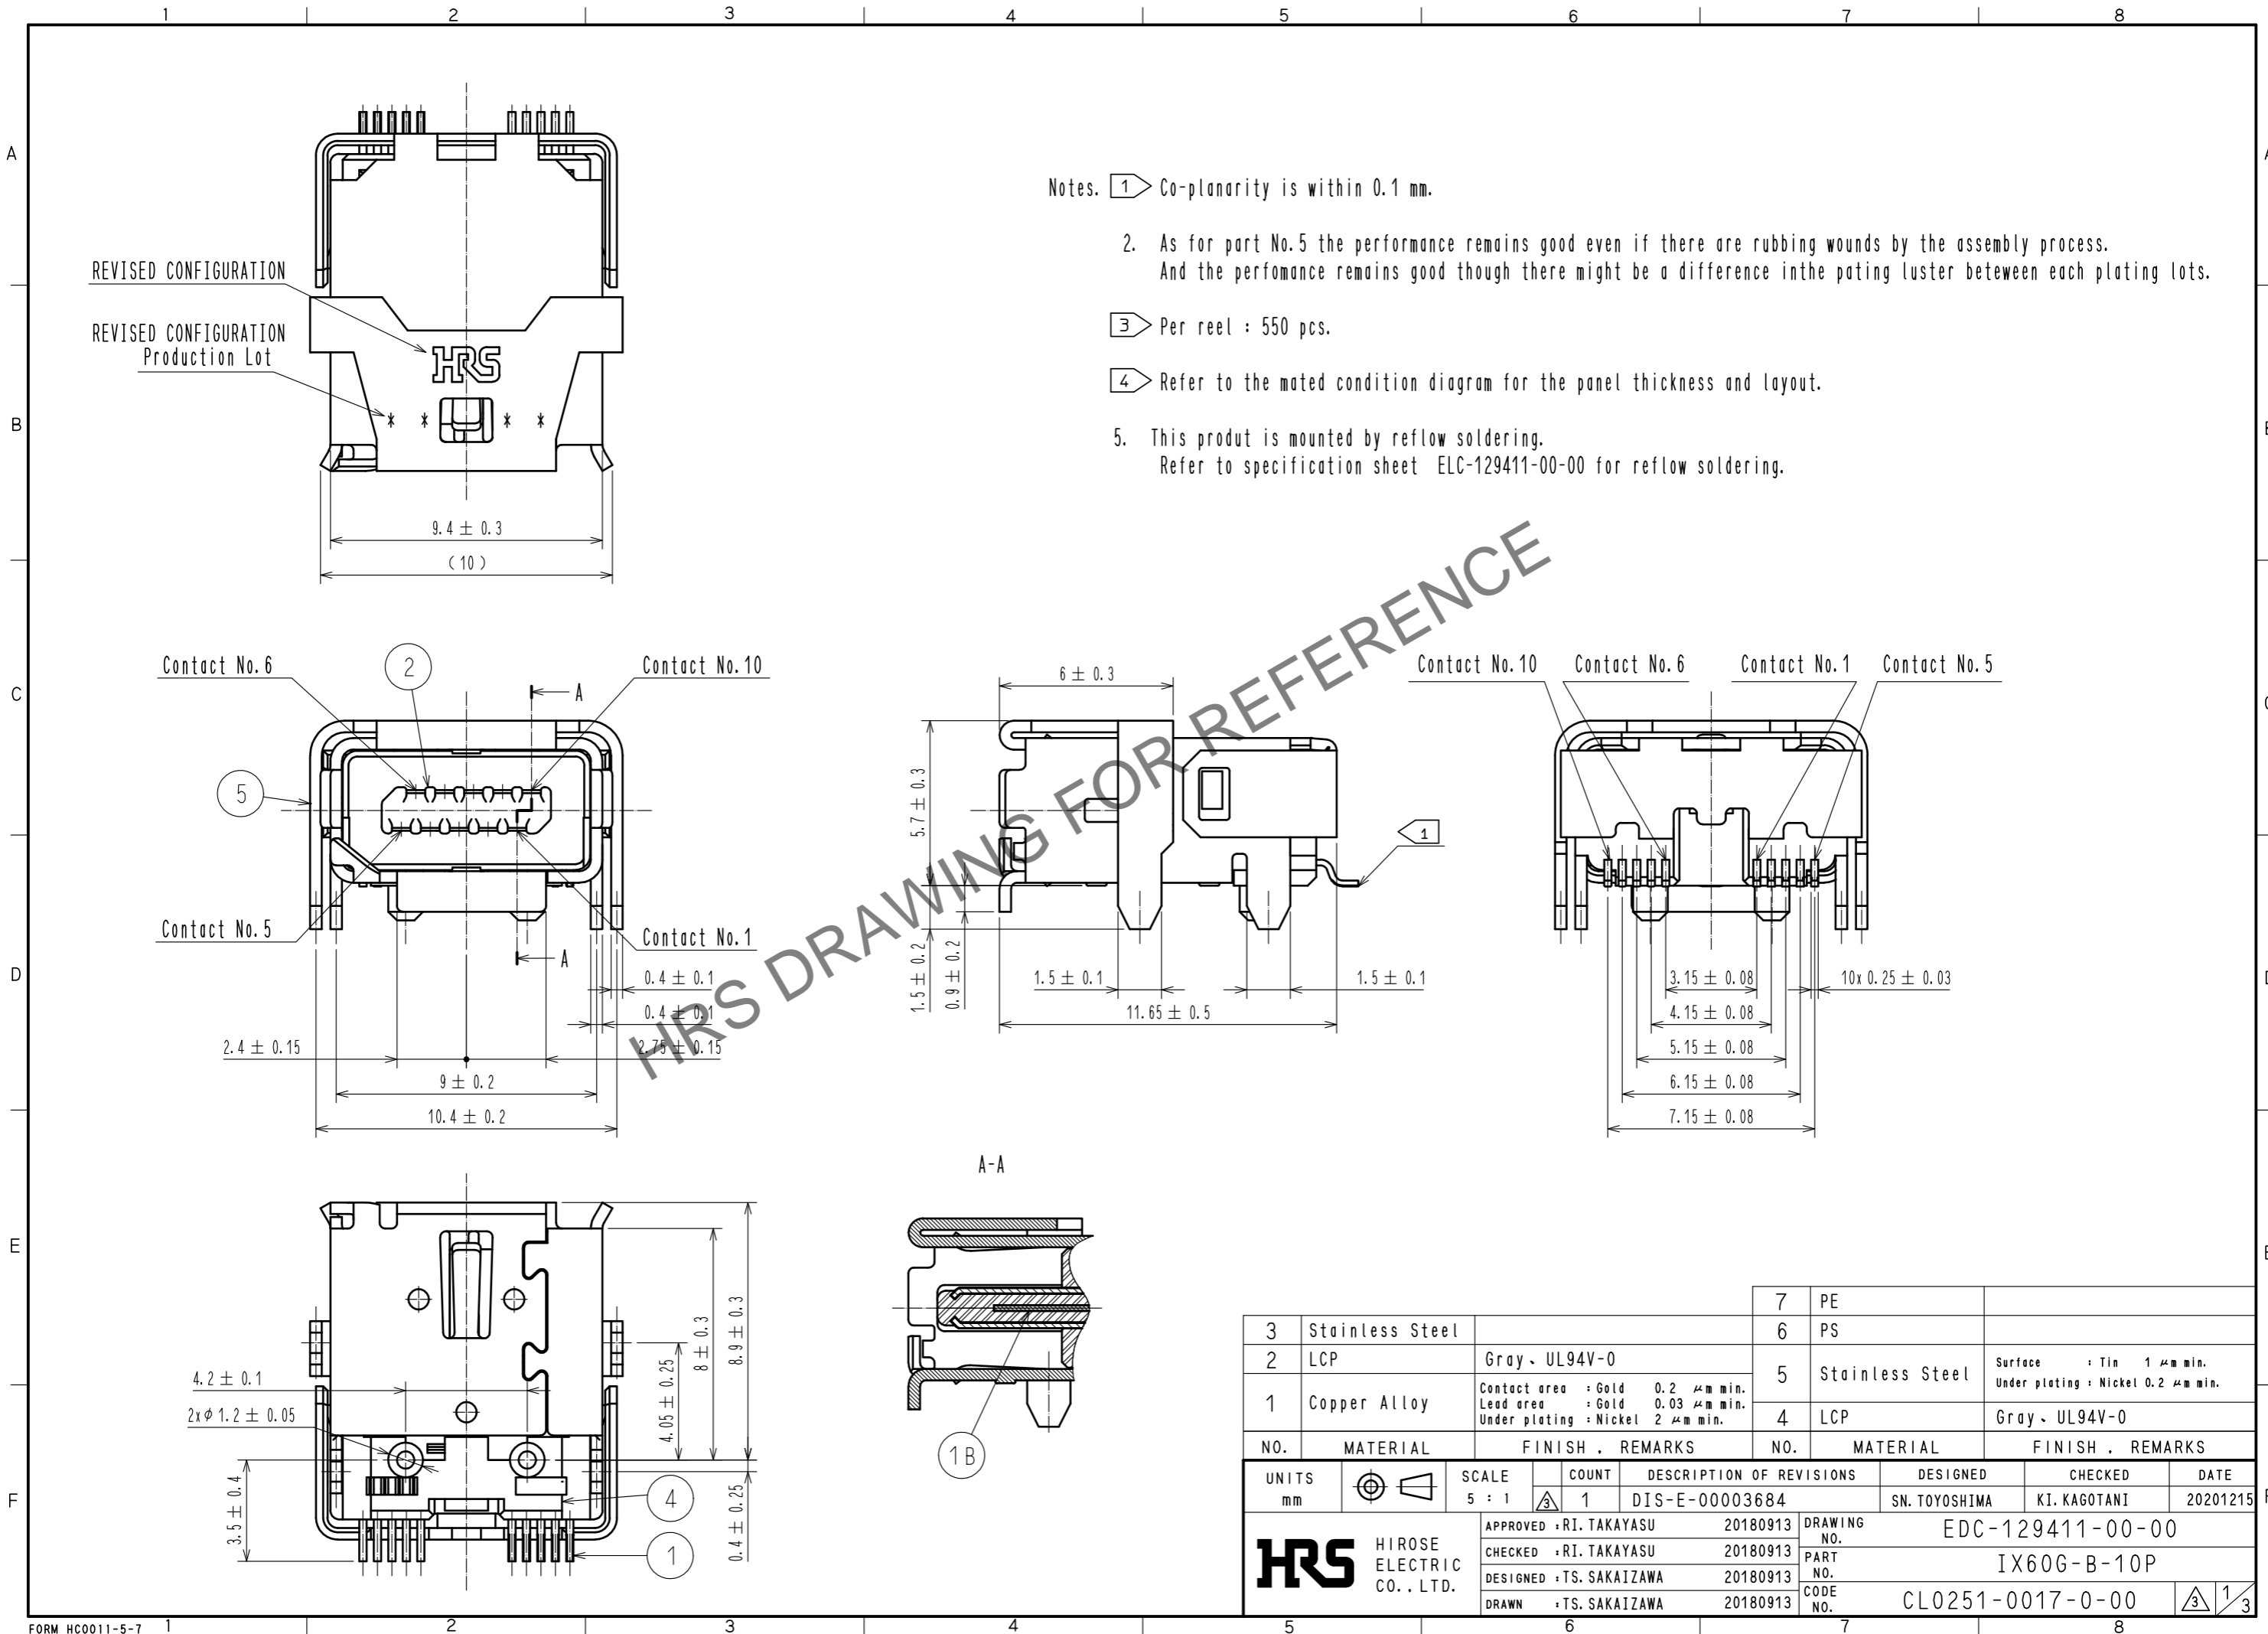 1 2 3 4 5 6 7 8
A
B
C
D
E
F
REVISED CONFIGURATION
REVISED CONFIGURATION
Production Lot
HRS
9.4 ± 0.3
(10)
Notes. 1 Co-planarity is within 0.1 mm.
2. As for part No.5 the performance remains good even if there are rubbing wounds by the assembly process.
And the perfomance remains good though there might be a difference inthe pating luster beteween each plating lots.
3 Per reel : 550 pcs.
4 Refer to the mated condition diagram for the panel thickness and layout.
5. This produt is mounted by reflow soldering.
Refer to specification sheet ELC-129411-00-00 for reflow soldering.
HRS DRAWING FOR REFERENCE
Contact No.6
2
Contact No.10
A
5
Contact No.5
Contact No.1
A
0.4 ± 0.1
0.4 ± 0.1
2.4 ± 0.15
2.75 ± 0.15
9 ± 0.2
10.4 ± 0.2
6 ± 0.3
5.7 ± 0.3
1
1.5 ± 0.2
0.9 ± 0.2
1.5 ± 0.1
1.5 ± 0.1
11.65 ± 0.5
Contact No.10
Contact No.6
Contact No.1
Contact No.5
3.15 ± 0.08
10x 0.25 ± 0.03
4.15 ± 0.08
5.15 ± 0.08
6.15 ± 0.08
7.15 ± 0.08
4.2 ± 0.1
2xφ1.2 ± 0.05
3.5 ± 0.4
4.05 ± 0.25
8 ± 0.3
8.9 ± 0.3
0.4 ± 0.25
4
1
A-A
1B
7 PE
3 Stainless Steel
6 PS
2 LCP Gray、UL94V-0
5 Stainless Steel
Surface : Tin 1 μm min.
Under plating : Nickel 0.2 μm min.
1 Copper Alloy
Contact area : Gold 0.2 μm min.
Lead area : Gold 0.03 μm min.
Under plating : Nickel 2 μm min.
4 LCP Gray、UL94V-0
NO. MATERIAL FINISH . REMARKS NO. MATERIAL FINISH . REMARKS
UNITS
mm
SCALE
5 : 1
COUNT DESCRIPTION OF REVISIONS DESIGNED CHECKED DATE
3 1 DIS-E-00003684 SN.TOYOSHIMA KI.KAGOTANI 20201215
HRS
HIROSE
ELECTRIC
CO.,LTD.
APPROVED :RI.TAKAYASU 20180913
CHECKED :RI.TAKAYASU 20180913
DESIGNED :TS.SAKAIZAWA 20180913
DRAWN :TS.SAKAIZAWA 20180913
DRAWING NO. EDC-129411-00-00
PART NO. IX60G-B-10P
CODE NO. CL0251-0017-0-00 3 1/3
FORM HC0011-5-7
1 2 3 4 5 6 7 8